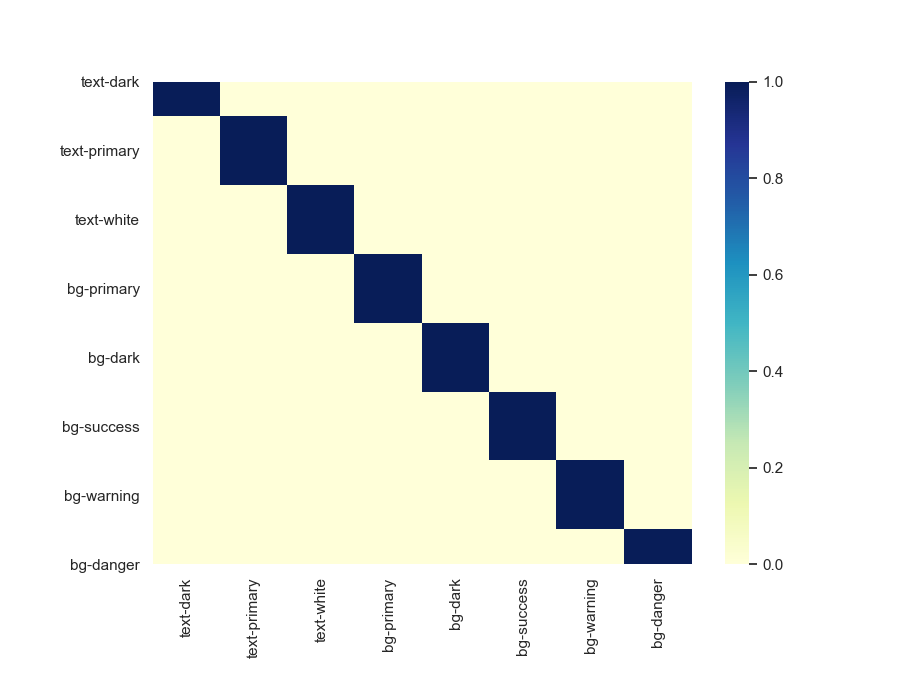 text-dark
text-primary
text-white
bg-primary
bg-dark
bg-success
bg-warning
bg-danger
text-dark
text-primary
text-white
bg-primary
bg-dark
bg-success
bg-warning
bg-danger
1.0
0.8
0.6
0.4
0.2
0.0